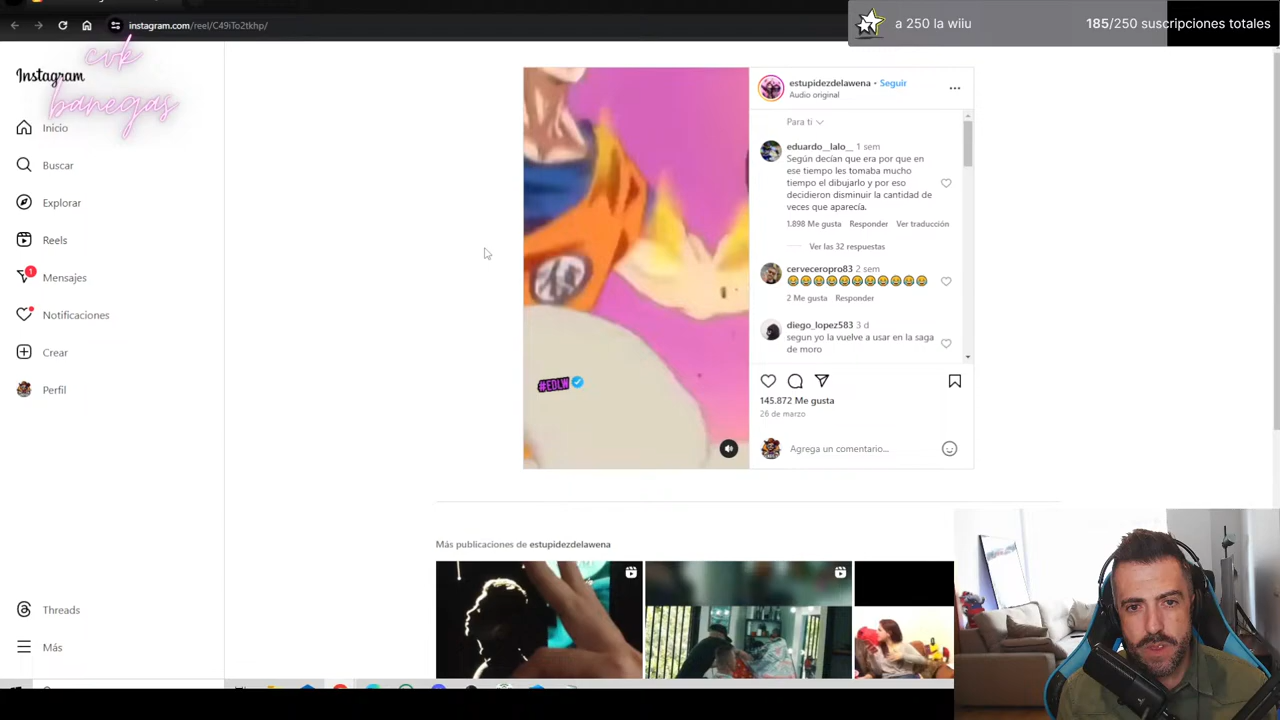 instagram.com/reel/C49iTo2tkhp/
a 250 la wiiu
185/250 suscripciones totales
Instagram
cvk
banegas
Inicio
Buscar
Explorar
Reels
1
Mensajes
Notificaciones
Crear
Perfil
Threads
Más
#EDLW
estupidezdelawena • Seguir
Audio original
Para ti
eduardo__lalo__ 1 sem
Según decían que era por que en
ese tiempo les tomaba mucho
tiempo el dibujarlo y por eso
decidieron disminuir la cantidad de
veces que aparecía.
1.898 Me gusta Responder Ver traducción
Ver las 32 respuestas
cerveceropro83 2 sem
😂😂😂😂😂😂😂😂😂😂😂
2 Me gusta Responder
diego_lopez583 3 d
segun yo la vuelve a usar en la saga
de moro
145.872 Me gusta
26 de marzo
Agrega un comentario...
Más publicaciones de estupidezdelawena